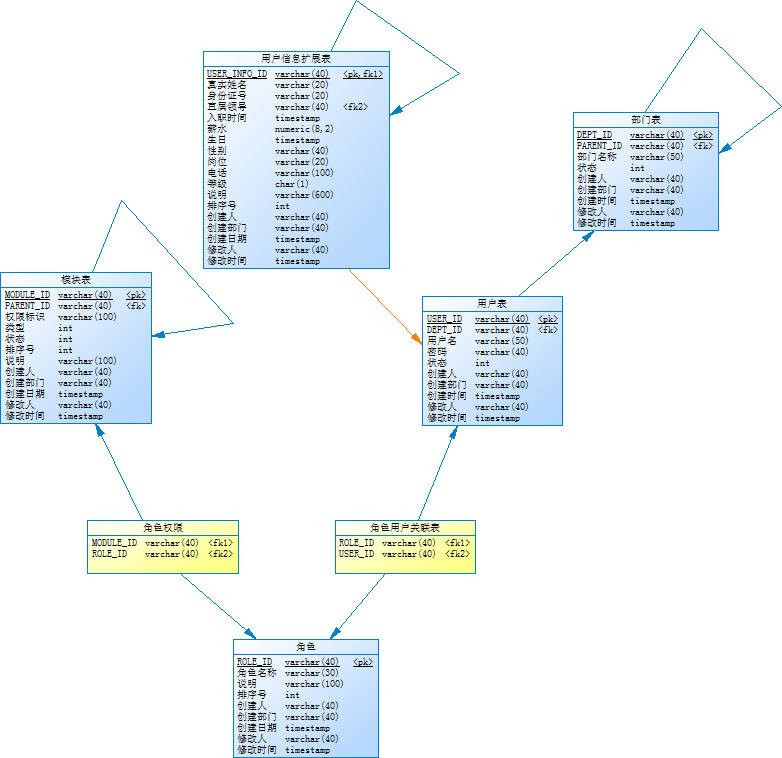 用户信息扩展表
USER_INFO_ID varchar(40) <pk,fk1>
真实姓名 varchar(20)
身份证号 varchar(20)
直属领导 varchar(40) <fk2>
入职时间 timestamp
薪水 numeric(8,2)
生日 timestamp
性别 varchar(40)
岗位 varchar(20)
电话 varchar(100)
等级 char(1)
说明 varchar(600)
排序号 int
创建人 varchar(40)
创建部门 varchar(40)
创建日期 timestamp
修改人 varchar(40)
修改时间 timestamp
部门表
DEPT_ID varchar(40) <pk>
PARENT_ID varchar(40) <fk>
部门名称 varchar(50)
状态 int
创建人 varchar(40)
创建部门 varchar(40)
创建时间 timestamp
修改人 varchar(40)
修改时间 timestamp
模块表
MODULE_ID varchar(40) <pk>
PARENT_ID varchar(40) <fk>
权限标识 varchar(100)
类型 int
状态 int
排序号 int
说明 varchar(100)
创建人 varchar(40)
创建部门 varchar(40)
创建日期 timestamp
修改人 varchar(40)
修改时间 timestamp
用户表
USER_ID varchar(40) <pk>
DEPT_ID varchar(40) <fk>
用户名 varchar(50)
密码 varchar(40)
状态 int
创建人 varchar(40)
创建部门 varchar(40)
创建时间 timestamp
修改人 varchar(40)
修改时间 timestamp
角色权限
MODULE_ID varchar(40) <fk1>
ROLE_ID varchar(40) <fk2>
角色用户关联表
ROLE_ID varchar(40) <fk1>
USER_ID varchar(40) <fk2>
角色
ROLE_ID varchar(40) <pk>
角色名称 varchar(30)
说明 varchar(100)
排序号 int
创建人 varchar(40)
创建部门 varchar(40)
创建日期 timestamp
修改人 varchar(40)
修改时间 timestamp